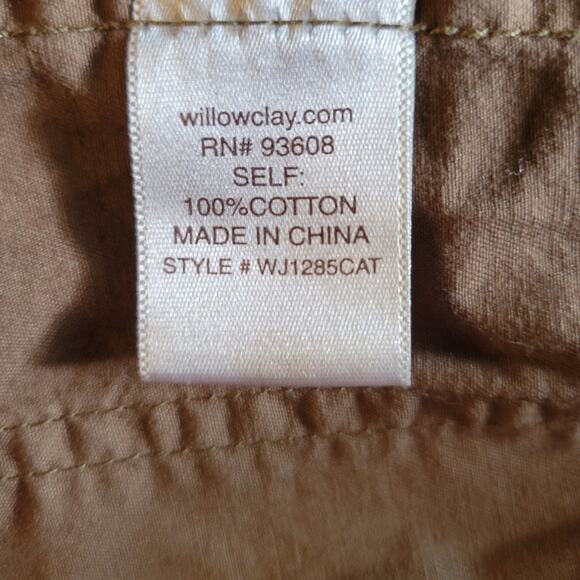 willowclay.com
RN# 93608
SELF:
100%COTTON
MADE IN CHINA
STYLE # WJ1285CAT